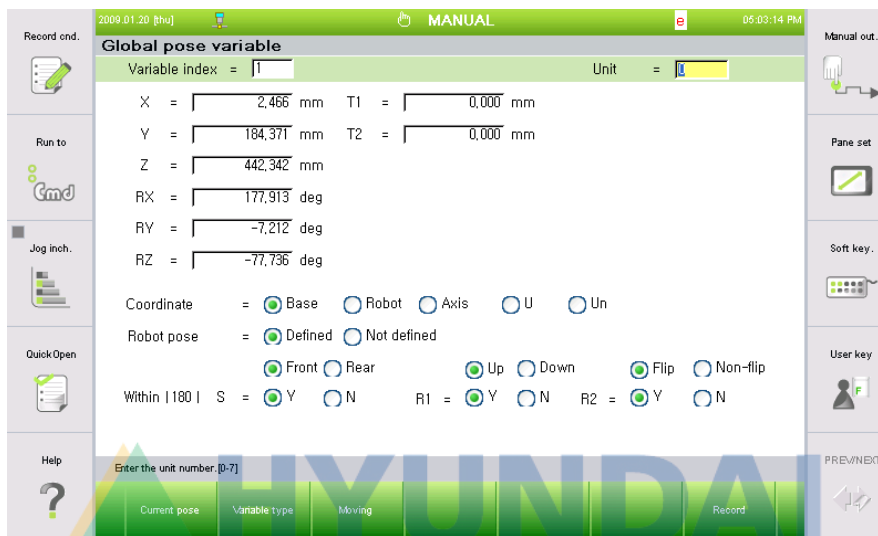 2009.01.20 [thu] MANUAL e 05:03:14 PM
Record cnd.
Run to
Cmd
Jog inch.
Quick Open
Help
?
Global pose variable
Variable index = 1 Unit = 0
X = 2,466 mm T1 = 0,000 mm
Y = 184,371 mm T2 = 0,000 mm
Z = 442,342 mm
RX = 177,913 deg
RY = -7,212 deg
RZ = -77,736 deg
Coordinate = Base Robot Axis U Un
Robot pose = Defined Not defined
Front Rear Up Down Flip Non-flip
Within |180| S = Y N R1 = Y N R2 = Y N
Enter the unit number.[0-7]
HYUNDAI
Current pose Variable type Moving Record
Manual out.
Pane set
Soft key.
User key
F
PREV/NEXT